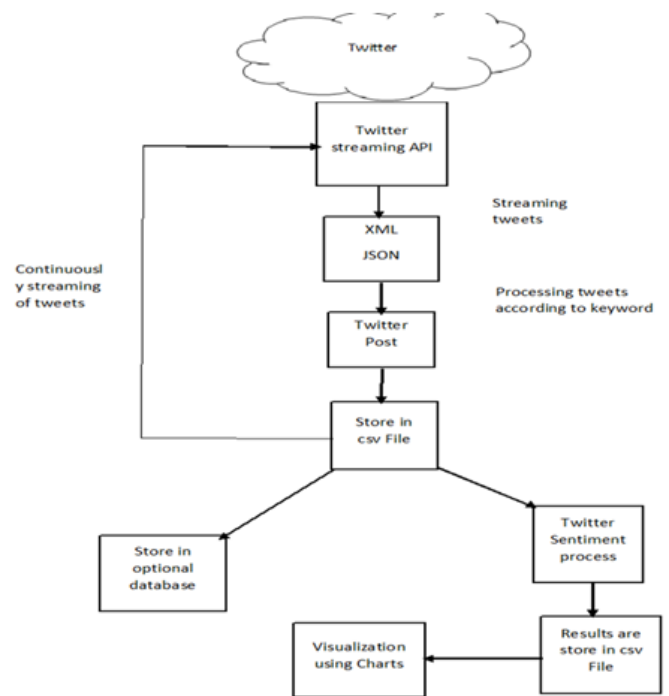 Twitter
Twitter
streaming API
Streaming
tweets
XML
JSON
Continuousl
y streaming
of tweets
Processing tweets
according to keyword
Twitter
Post
Store in
csv File
Twitter
Sentiment
process
Store in
optional
database
Visualization
using Charts
Results are
store in csv
File